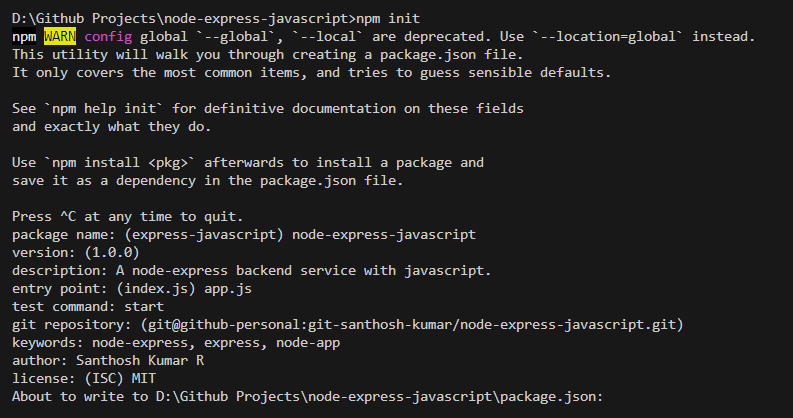 D:\Github Projects\node-express-javascript>npm init
npm WARN config global `--global`, `--local` are deprecated. Use `--location=global` instead.
This utility will walk you through creating a package.json file.
It only covers the most common items, and tries to guess sensible defaults.
See `npm help init` for definitive documentation on these fields
and exactly what they do.
Use `npm install <pkg>` afterwards to install a package and
save it as a dependency in the package.json file.
Press ^C at any time to quit.
package name: (express-javascript) node-express-javascript
version: (1.0.0)
description: A node-express backend service with javascript.
entry point: (index.js) app.js
test command: start
git repository: (git@github-personal:git-santhosh-kumar/node-express-javascript.git)
keywords: node-express, express, node-app
author: Santhosh Kumar R
license: (ISC) MIT
About to write to D:\Github Projects\node-express-javascript\package.json: